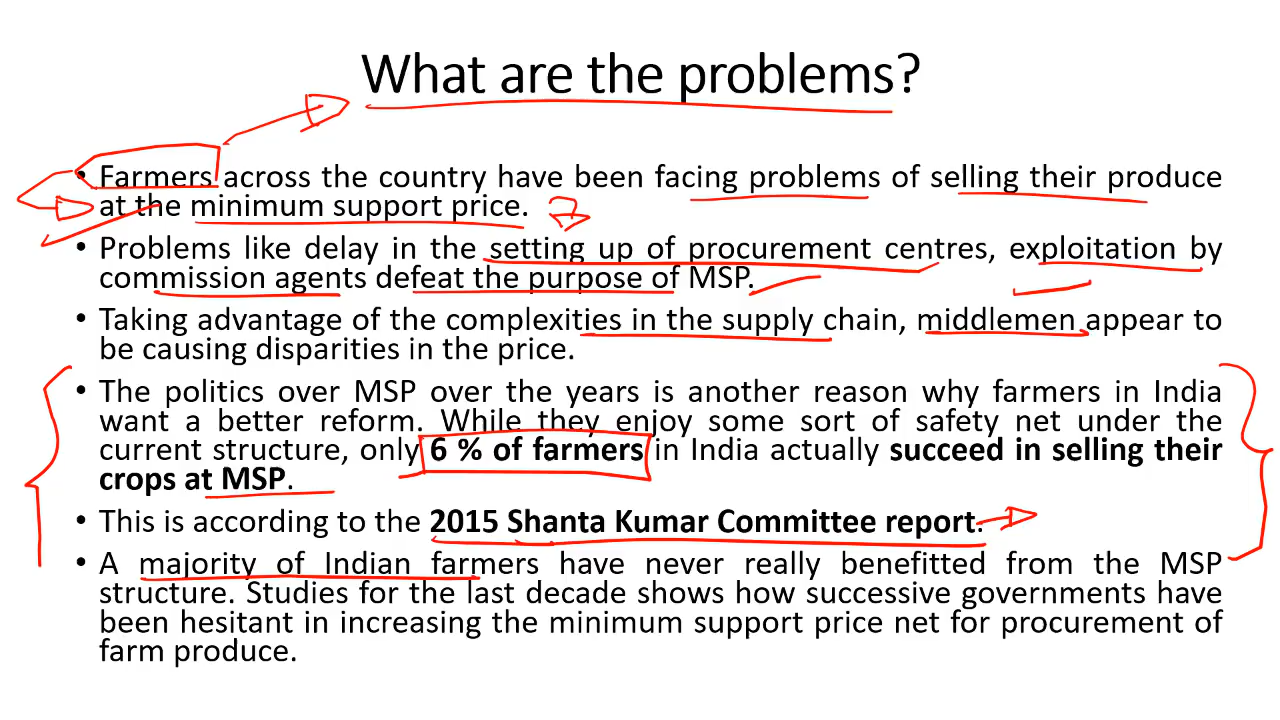 What are the problems?
• Farmers across the country have been facing problems of selling their produce
at the minimum support price.
• Problems like delay in the setting up of procurement centres, exploitation by
commission agents defeat the purpose of MSP.
• Taking advantage of the complexities in the supply chain, middlemen appear to
be causing disparities in the price.
• The politics over MSP over the years is another reason why farmers in India
want a better reform. While they enjoy some sort of safety net under the
current structure, only 6 % of farmers in India actually succeed in selling their
crops at MSP.
• This is according to the 2015 Shanta Kumar Committee report.
• A majority of Indian farmers have never really benefitted from the MSP
structure. Studies for the last decade shows how successive governments have
been hesitant in increasing the minimum support price net for procurement of
farm produce.